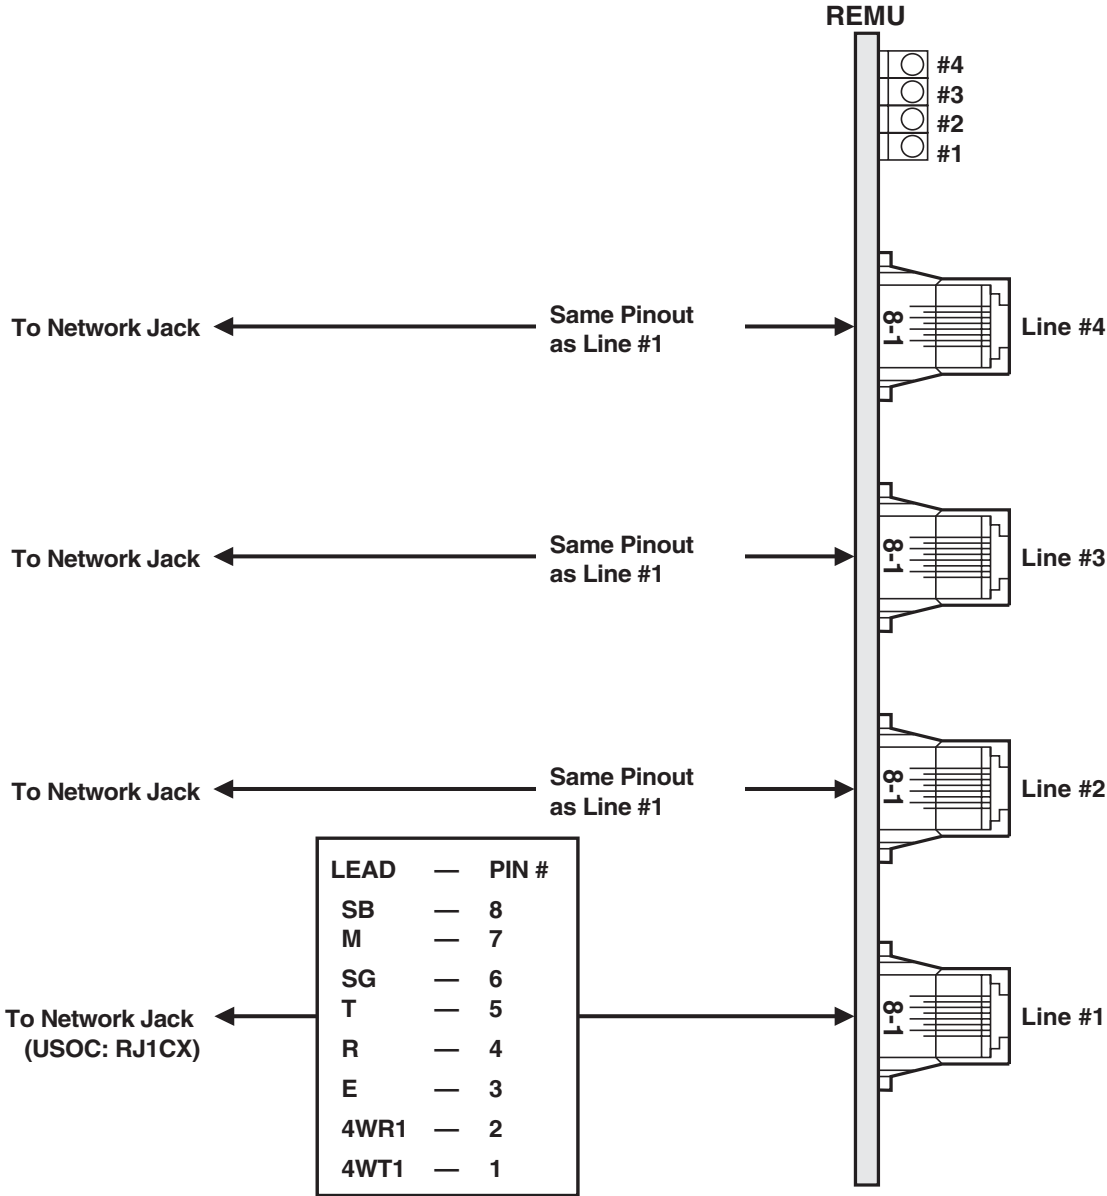 REMU
#4
#3
#2
#1
To Network Jack
Same Pinout
as Line #1
8-1
Line #4
To Network Jack
Same Pinout
as Line #1
8-1
Line #3
To Network Jack
Same Pinout
as Line #1
8-1
Line #2
LEAD — PIN #
SB — 8
M — 7
SG — 6
T — 5
R — 4
E — 3
4WR1 — 2
4WT1 — 1
To Network Jack
(USOC: RJ1CX)
8-1
Line #1